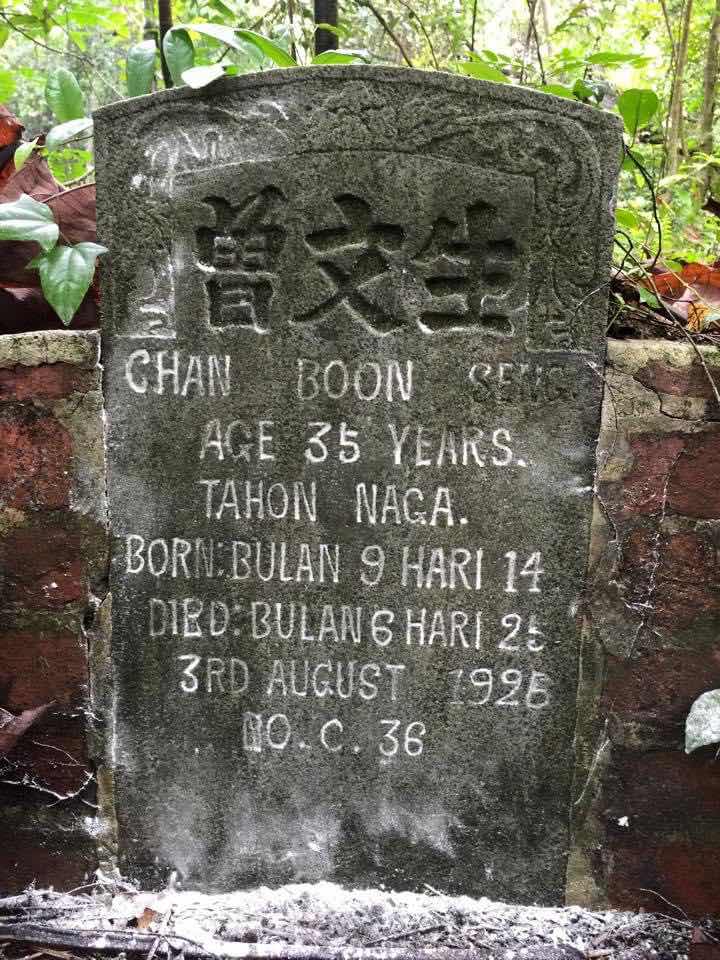 曾文生
CHAN BOON SENG
AGE 35 YEARS.
TAHON NAGA.
BORN: BULAN 9 HARI 14
DIED: BULAN 6 HARI 25
3RD AUGUST 1926
NO. C. 36